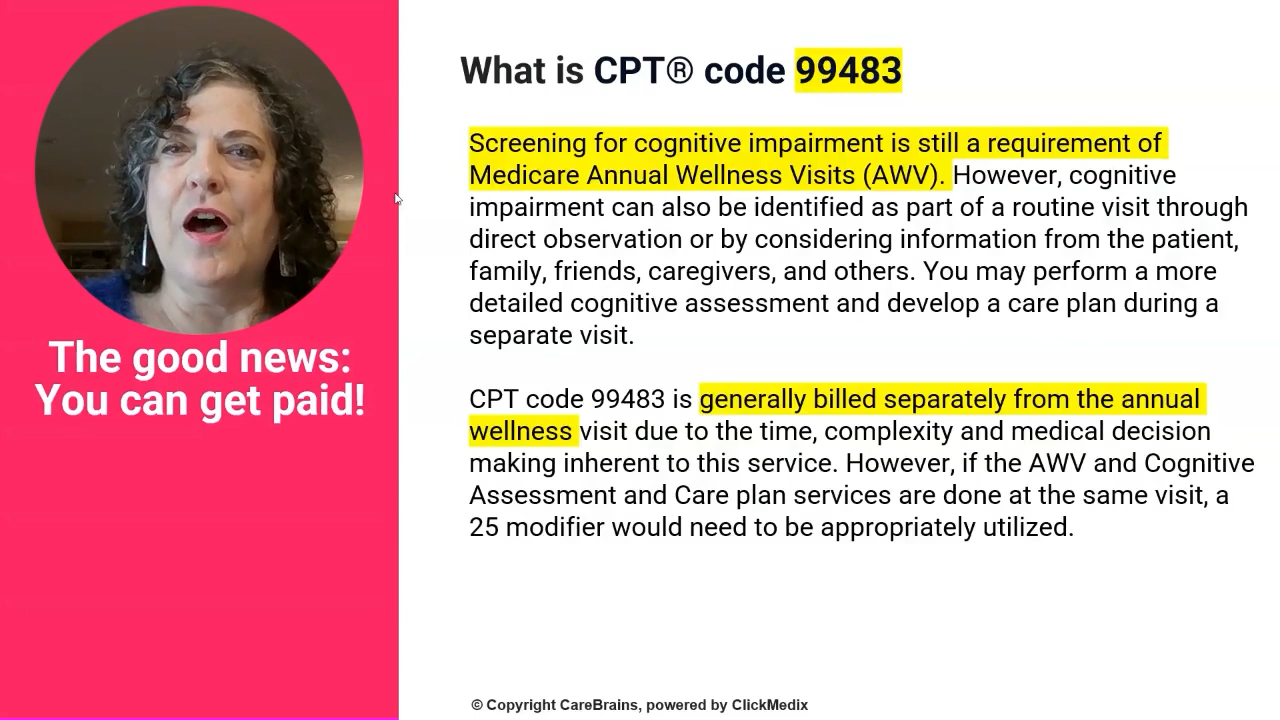 What is CPT® code 99483
Screening for cognitive impairment is still a requirement of
Medicare Annual Wellness Visits (AWV). However, cognitive
impairment can also be identified as part of a routine visit through
direct observation or by considering information from the patient,
family, friends, caregivers, and others. You may perform a more
detailed cognitive assessment and develop a care plan during a
separate visit.
CPT code 99483 is generally billed separately from the annual
wellness visit due to the time, complexity and medical decision
making inherent to this service. However, if the AWV and Cognitive
Assessment and Care plan services are done at the same visit, a
25 modifier would need to be appropriately utilized.
The good news:
You can get paid!
© Copyright CareBrains, powered by ClickMedix